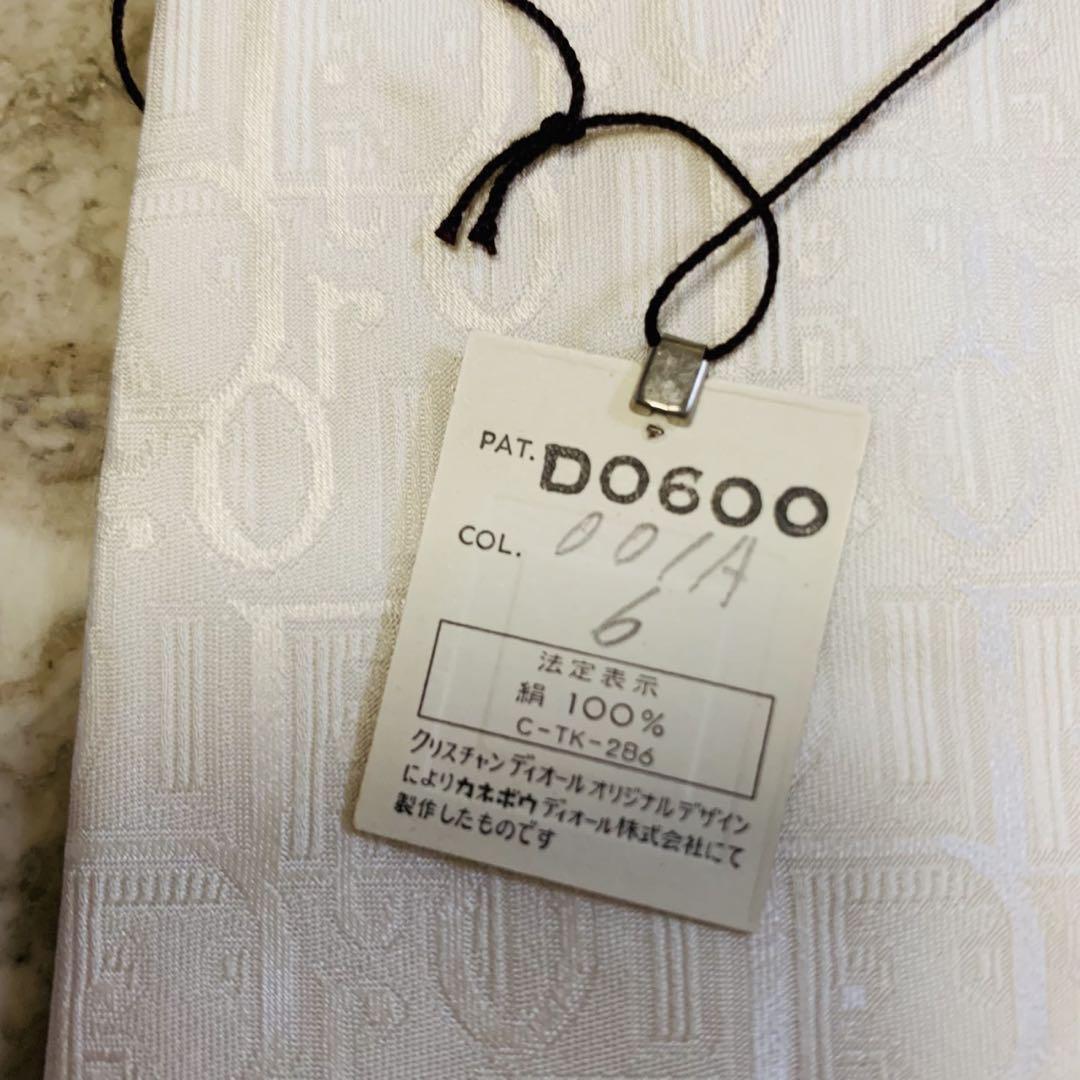 PAT. D0600
COL. 001A
6
法定表示
絹 100%
C-TK-286
クリスチャン ディオール オリジナル デザイン
によりカネボウ ディオール株式会社にて
製作したものです